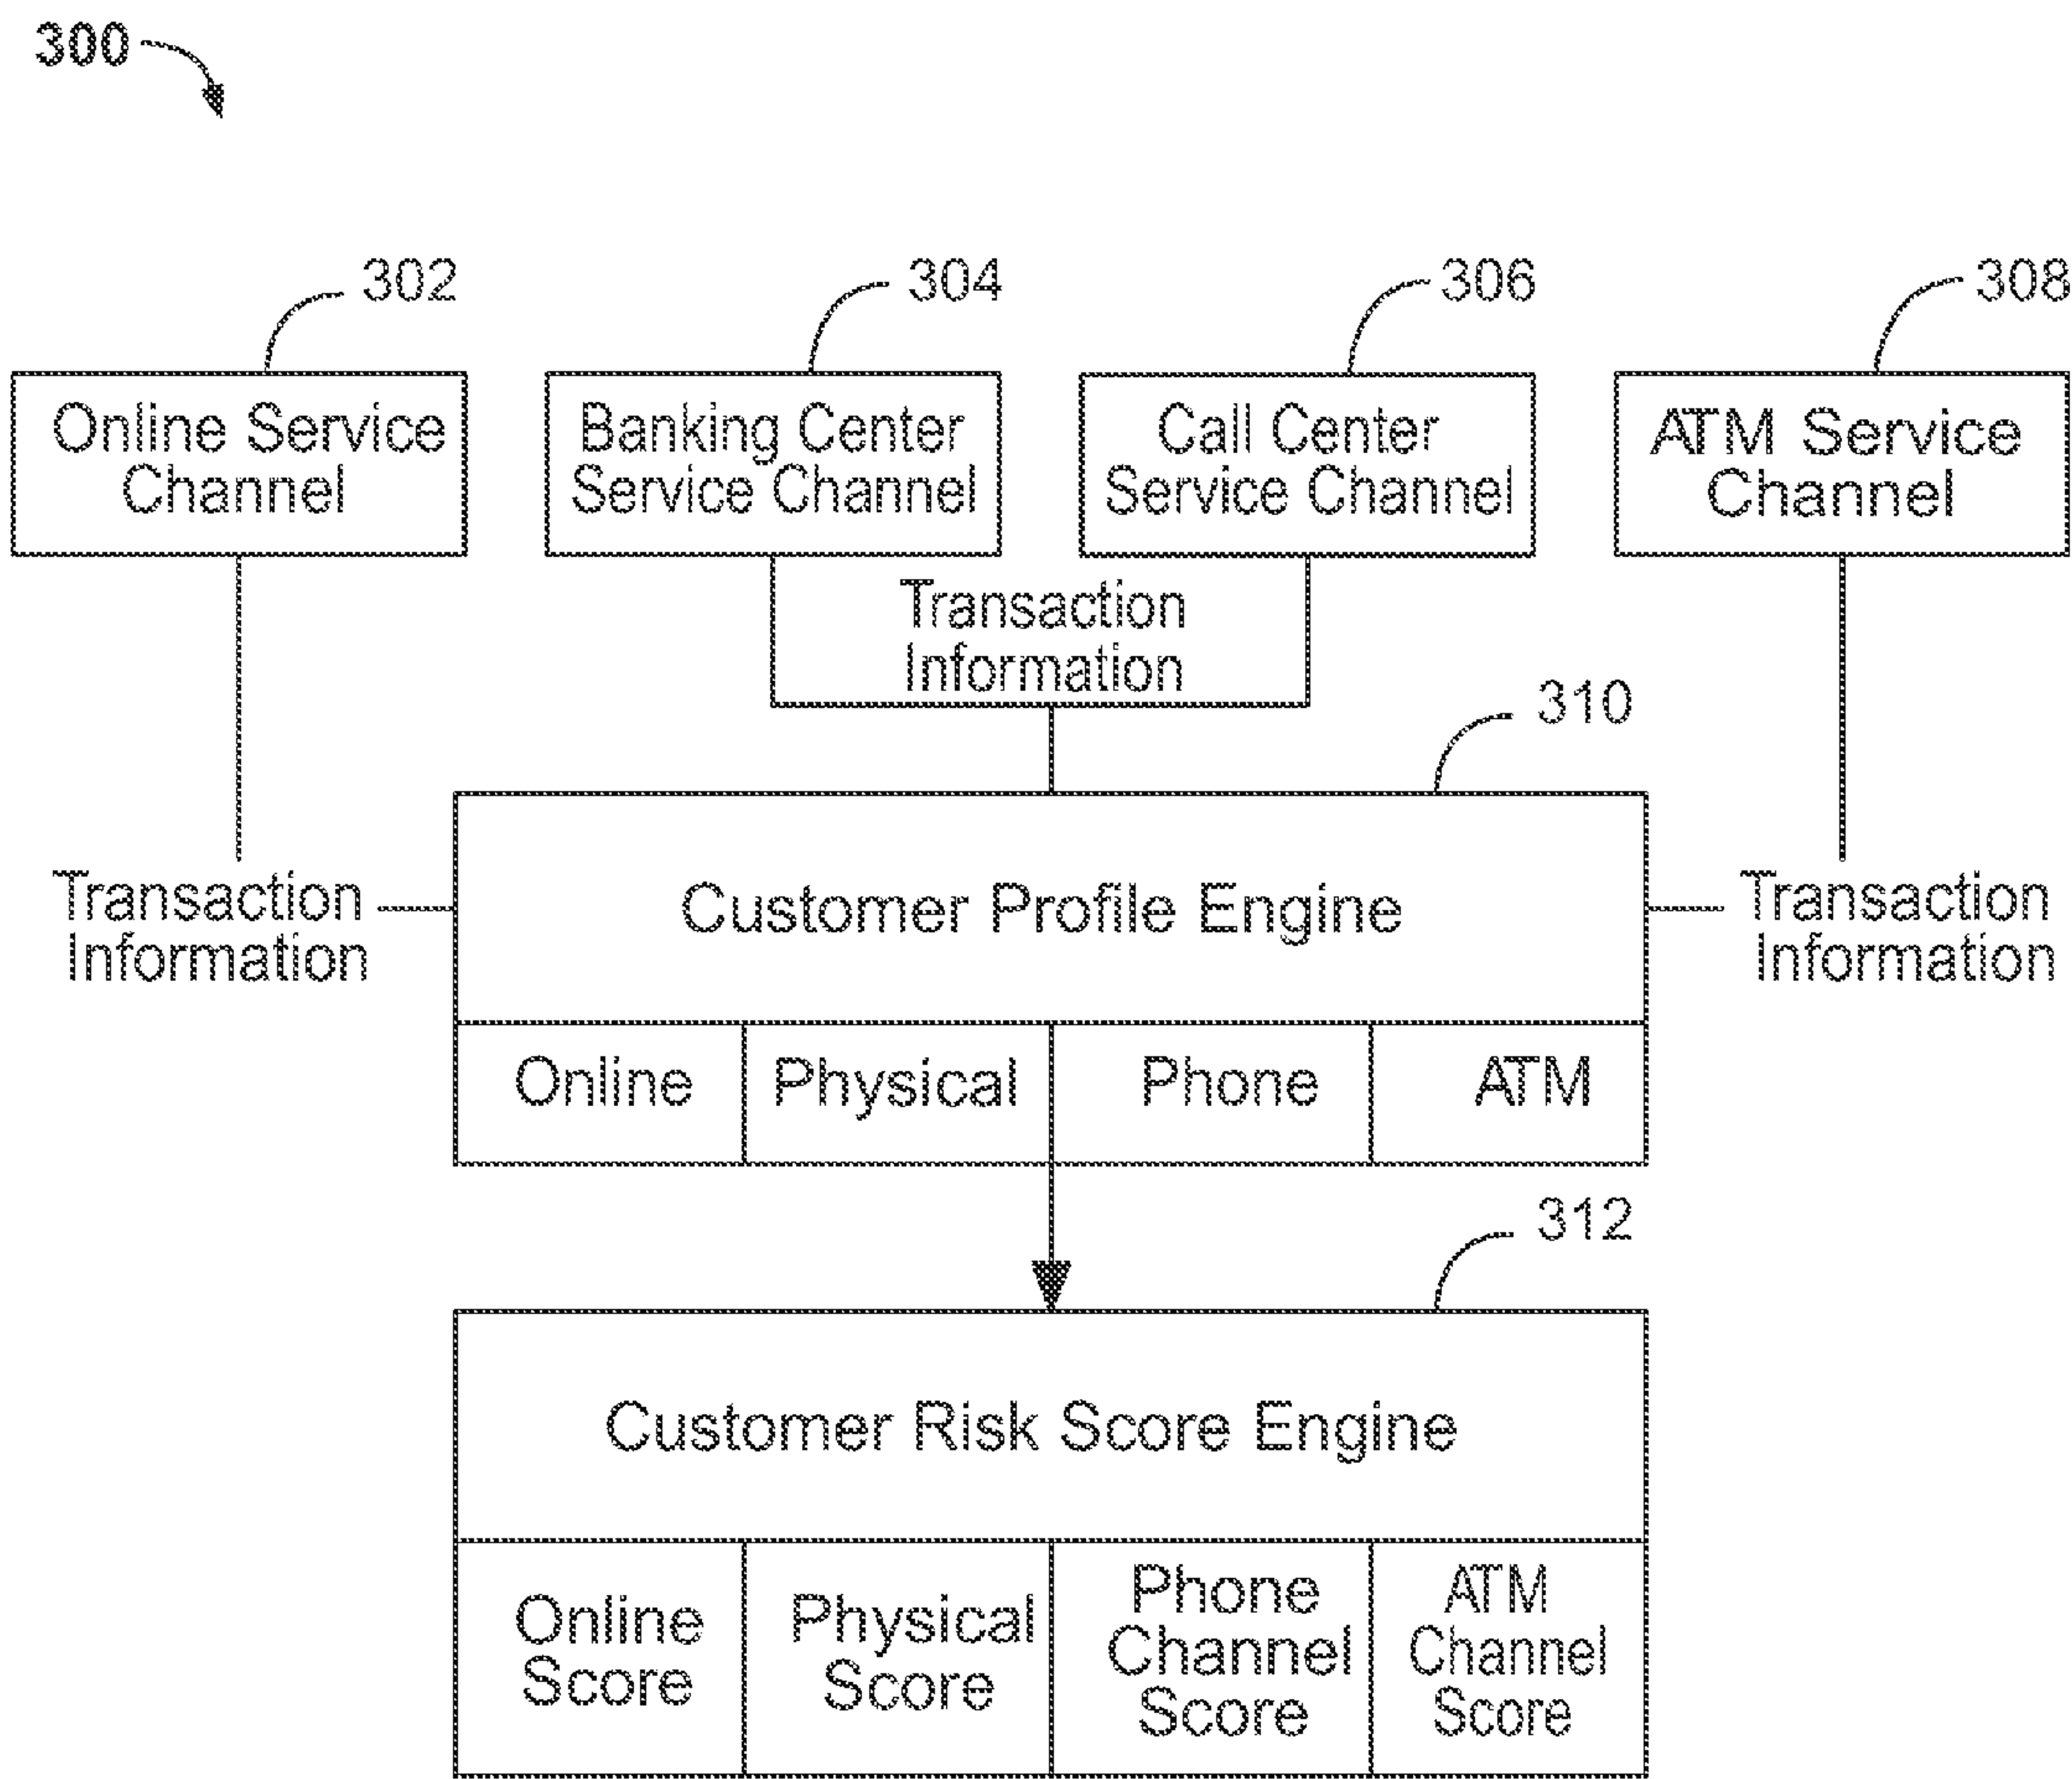 300
302
304
306
308
Online Service
Channel
Banking Center
Service Channel
Call Center
Service Channel
ATM Service
Channel
Transaction
Information
310
Transaction
Information
Customer Profile Engine
Transaction
Information
Online
Physical
Phone
ATM
312
Customer Risk Score Engine
Online
Score
Physical
Score
Phone
Channel
Score
ATM
Channel
Score